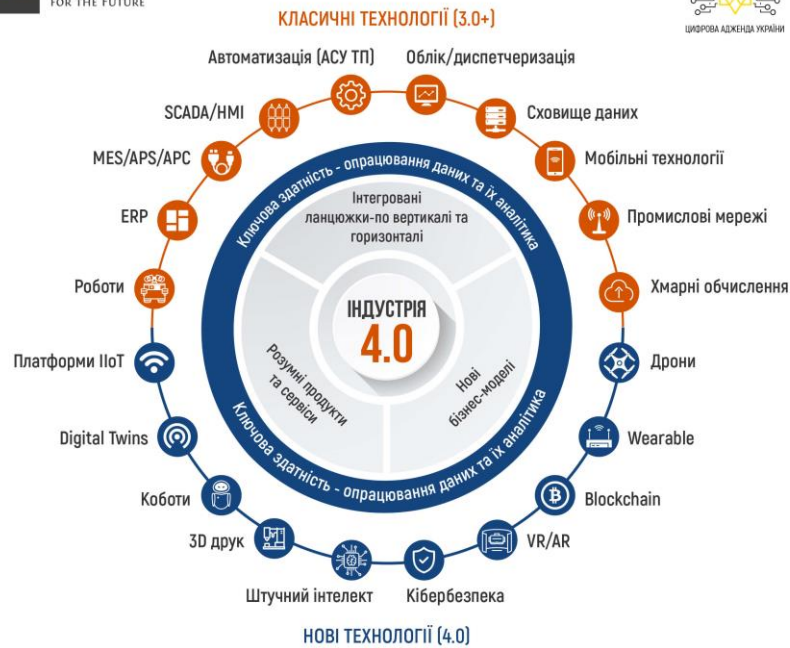 FOR THE FUTURE
ЦИФРОВА АДЖЕНДА УКРАЇНИ
КЛАСИЧНІ ТЕХНОЛОГІЇ (3.0+)
Автоматизація (АСУ ТП)
Облік/диспетчеризація
SCADA/HMI
Сховище даних
MES/APS/APC
Мобільні технології
ERP
Промислові мережі
Роботи
Хмарні обчислення
Ключова здатність - опрацювання даних та їх аналітика
Інтегровані
ланцюжки-по вертикалі та
горизонталі
ІНДУСТРІЯ
4.0
Розумні продукти
та сервіси
Нові
бізнес-моделі
Ключова здатність - опрацювання даних та їх аналітика
Платформи IIoT
Дрони
Digital Twins
Wearable
Коботи
Blockchain
3D друк
VR/AR
Штучний інтелект
Кібербезпека
НОВІ ТЕХНОЛОГІЇ (4.0)